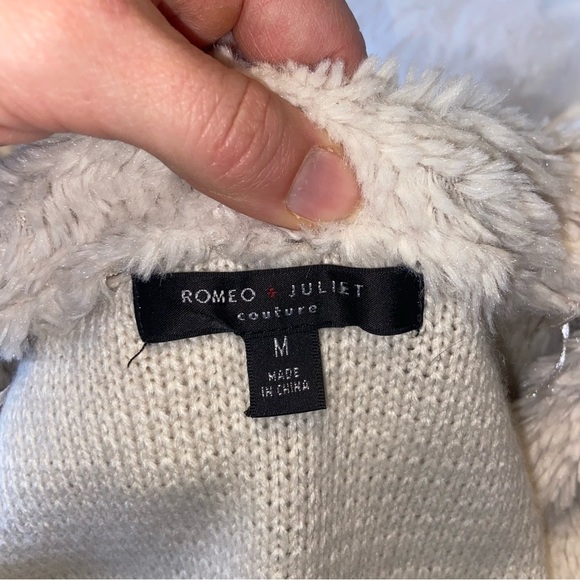 ROMEO + JULIET
couture
M
MADE
IN CHINA